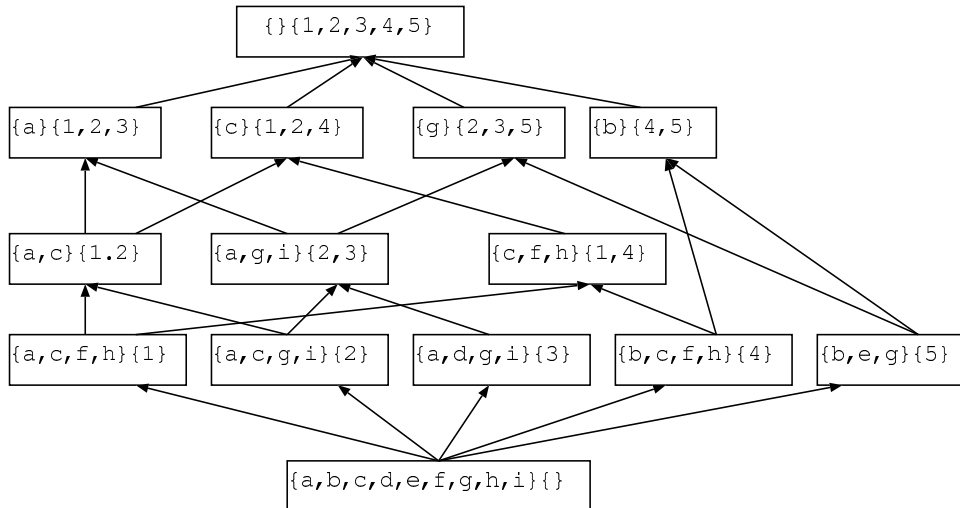 {}{1,2,3,4,5}
{a}{1,2,3}
{c}{1,2,4}
{g}{2,3,5}
{b}{4,5}
{a,c}{1.2}
{a,g,i}{2,3}
{c,f,h}{1,4}
{a,c,f,h}{1}
{a,c,g,i}{2}
{a,d,g,i}{3}
{b,c,f,h}{4}
{b,e,g}{5}
{a,b,c,d,e,f,g,h,i}{}